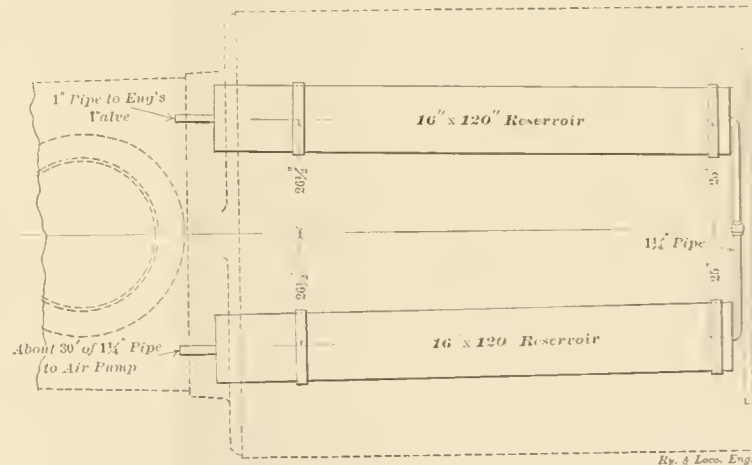 1" Pipe to Eng's
Valve
16" x 120" Reservoir
26½"
25"
1¼" Pipe
26½"
25"
About 30' of 1¼" Pipe
to Air Pump
16 x 120 Reservoir
Ry. & Loco. Eng